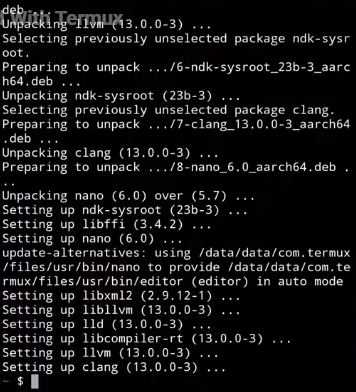 deb ...
With Termux
Unpacking llvm (13.0.0-3) ...
Selecting previously unselected package ndk-sysr
oot.
Preparing to unpack .../6-ndk-sysroot_23b-3_aarc
h64.deb ...
Unpacking ndk-sysroot (23b-3) ...
Selecting previously unselected package clang.
Preparing to unpack .../7-clang_13.0.0-3_aarch64
.deb ...
Unpacking clang (13.0.0-3) ...
Preparing to unpack .../8-nano_6.0_aarch64.deb .
..
Unpacking nano (6.0) over (5.7) ...
Setting up ndk-sysroot (23b-3) ...
Setting up libffi (3.4.2) ...
Setting up nano (6.0) ...
update-alternatives: using /data/data/com.termux
/files/usr/bin/nano to provide /data/data/com.te
rmux/files/usr/bin/editor (editor) in auto mode
Setting up libxml2 (2.9.12-1) ...
Setting up libllvm (13.0.0-3) ...
Setting up lld (13.0.0-3) ...
Setting up libcompiler-rt (13.0.0-3) ...
Setting up llvm (13.0.0-3) ...
Setting up clang (13.0.0-3) ...
~ $